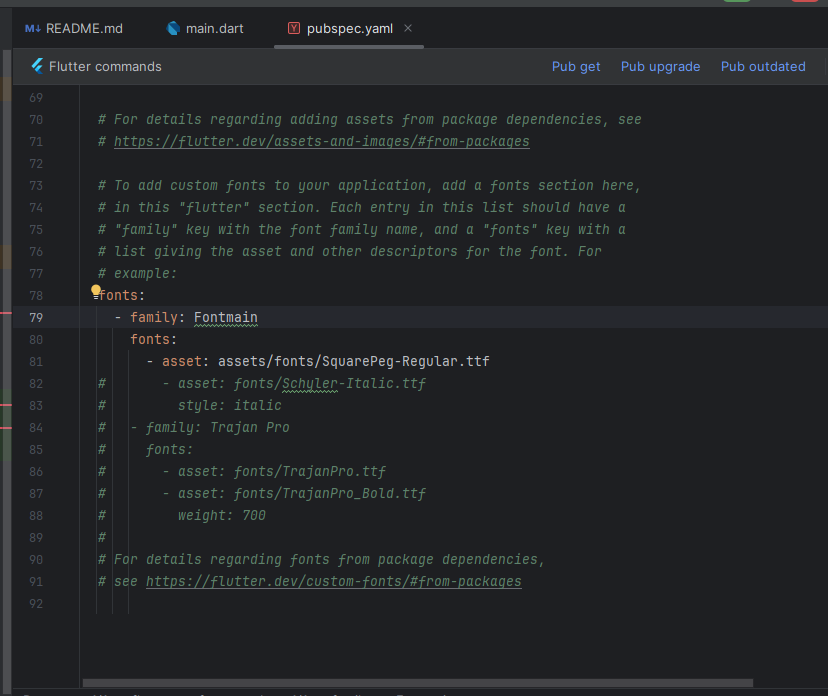 M↓ README.md main.dart Y pubspec.yaml ×
Flutter commands Pub get Pub upgrade Pub outdated
69
70 # For details regarding adding assets from package dependencies, see
71 # https://flutter.dev/assets-and-images/#from-packages
72
73 # To add custom fonts to your application, add a fonts section here,
74 # in this "flutter" section. Each entry in this list should have a
75 # "family" key with the font family name, and a "fonts" key with a
76 # list giving the asset and other descriptors for the font. For
77 # example:
78 fonts:
79 - family: Fontmain
80 fonts:
81 - asset: assets/fonts/SquarePeg-Regular.ttf
82 # - asset: fonts/Schyler-Italic.ttf
83 # style: italic
84 # - family: Trajan Pro
85 # fonts:
86 # - asset: fonts/TrajanPro.ttf
87 # - asset: fonts/TrajanPro_Bold.ttf
88 # weight: 700
89 #
90 # For details regarding fonts from package dependencies,
91 # see https://flutter.dev/custom-fonts/#from-packages
92